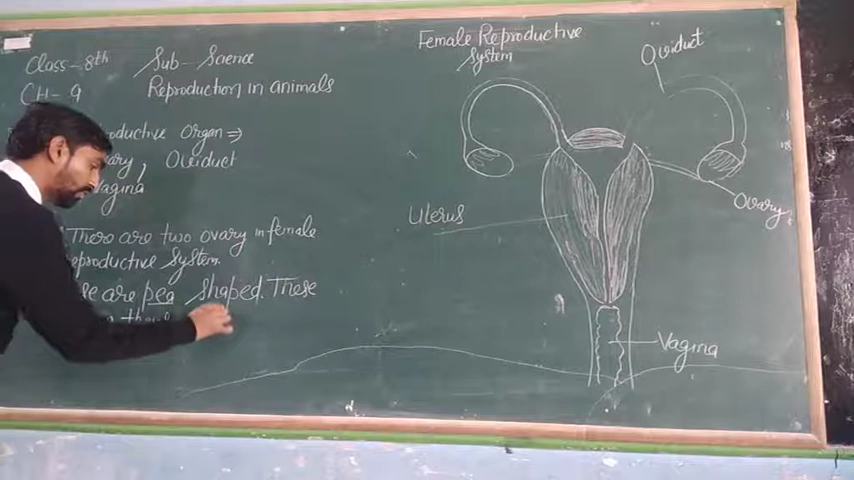 Class-8th Sub- Science
CH- 9 Reproduction in Animals
Organ ⇒
Oviduct
Vagina
There are two ovary in female
Reproductive System.
are pea shaped. These
Female Reproductive
System
Oviduct
Uterus
Ovary
Vagina